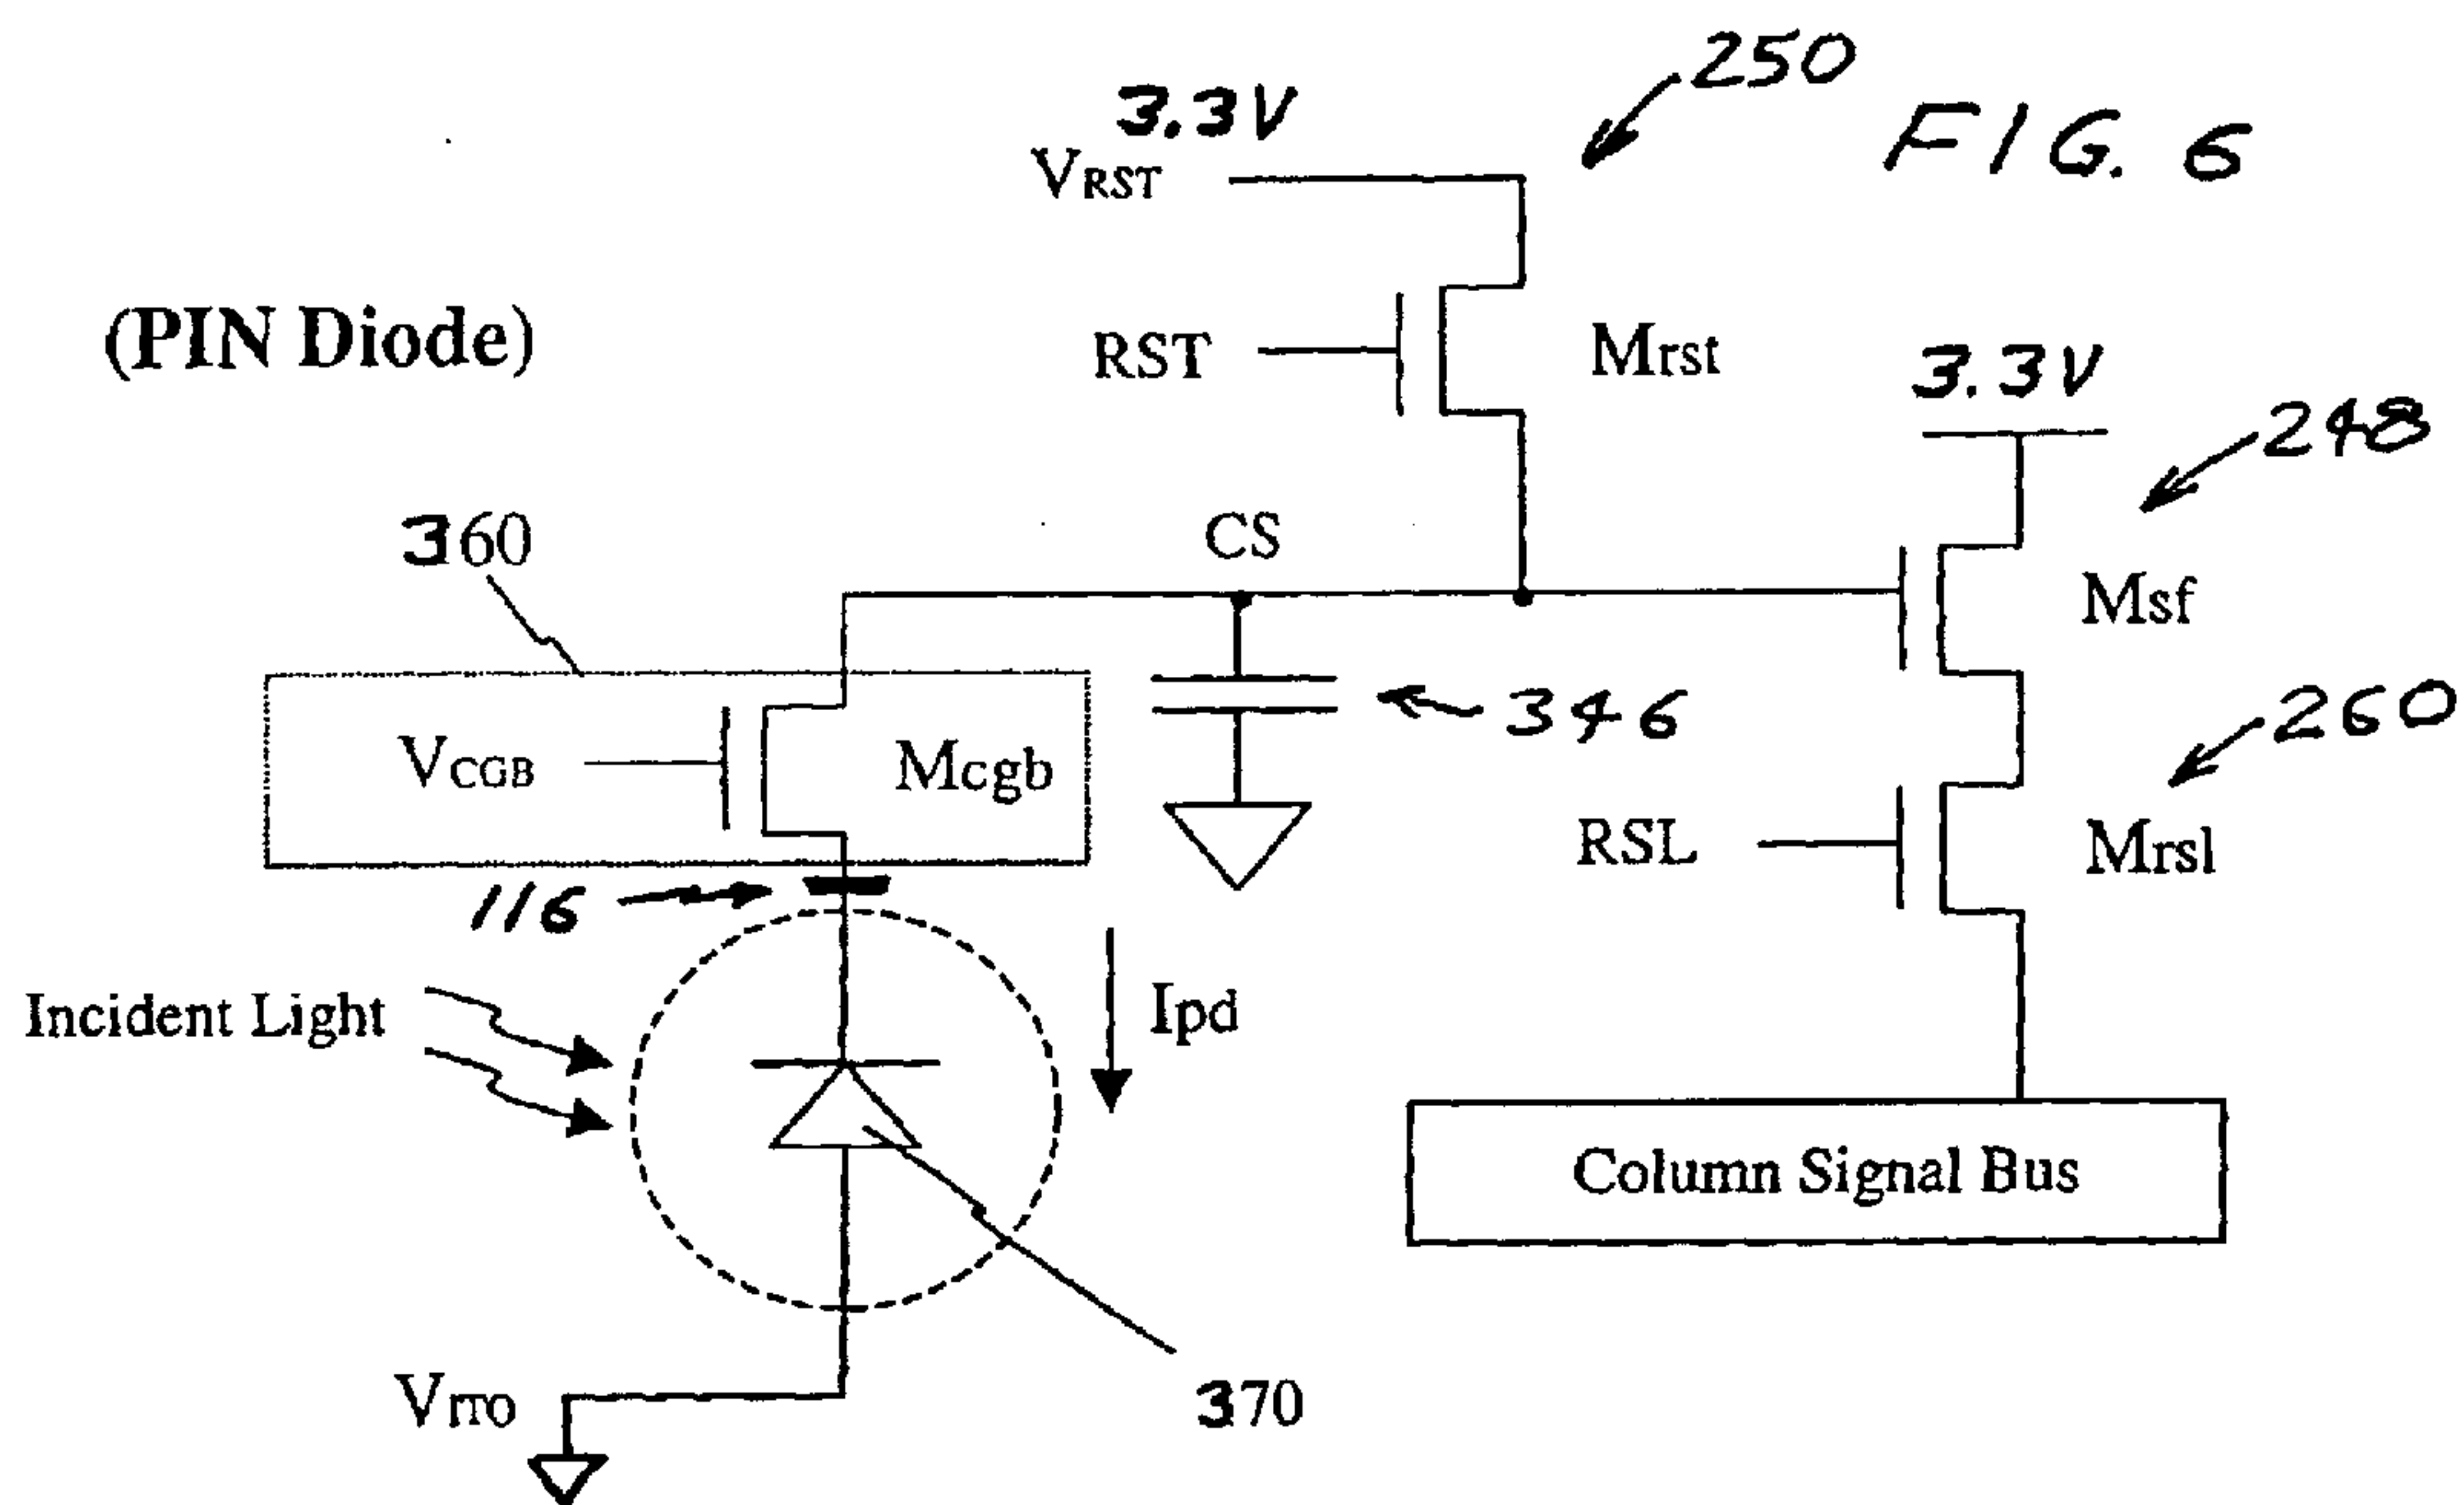 250
FIG. 6
3.3V
VRST
(PIN Diode)
RST
Mrst
3.3V
248
360
CS
Msf
346
260
VCGB
Mcgb
RSL
Mrsl
116
Incident Light
Ipd
Column Signal Bus
VITO
370